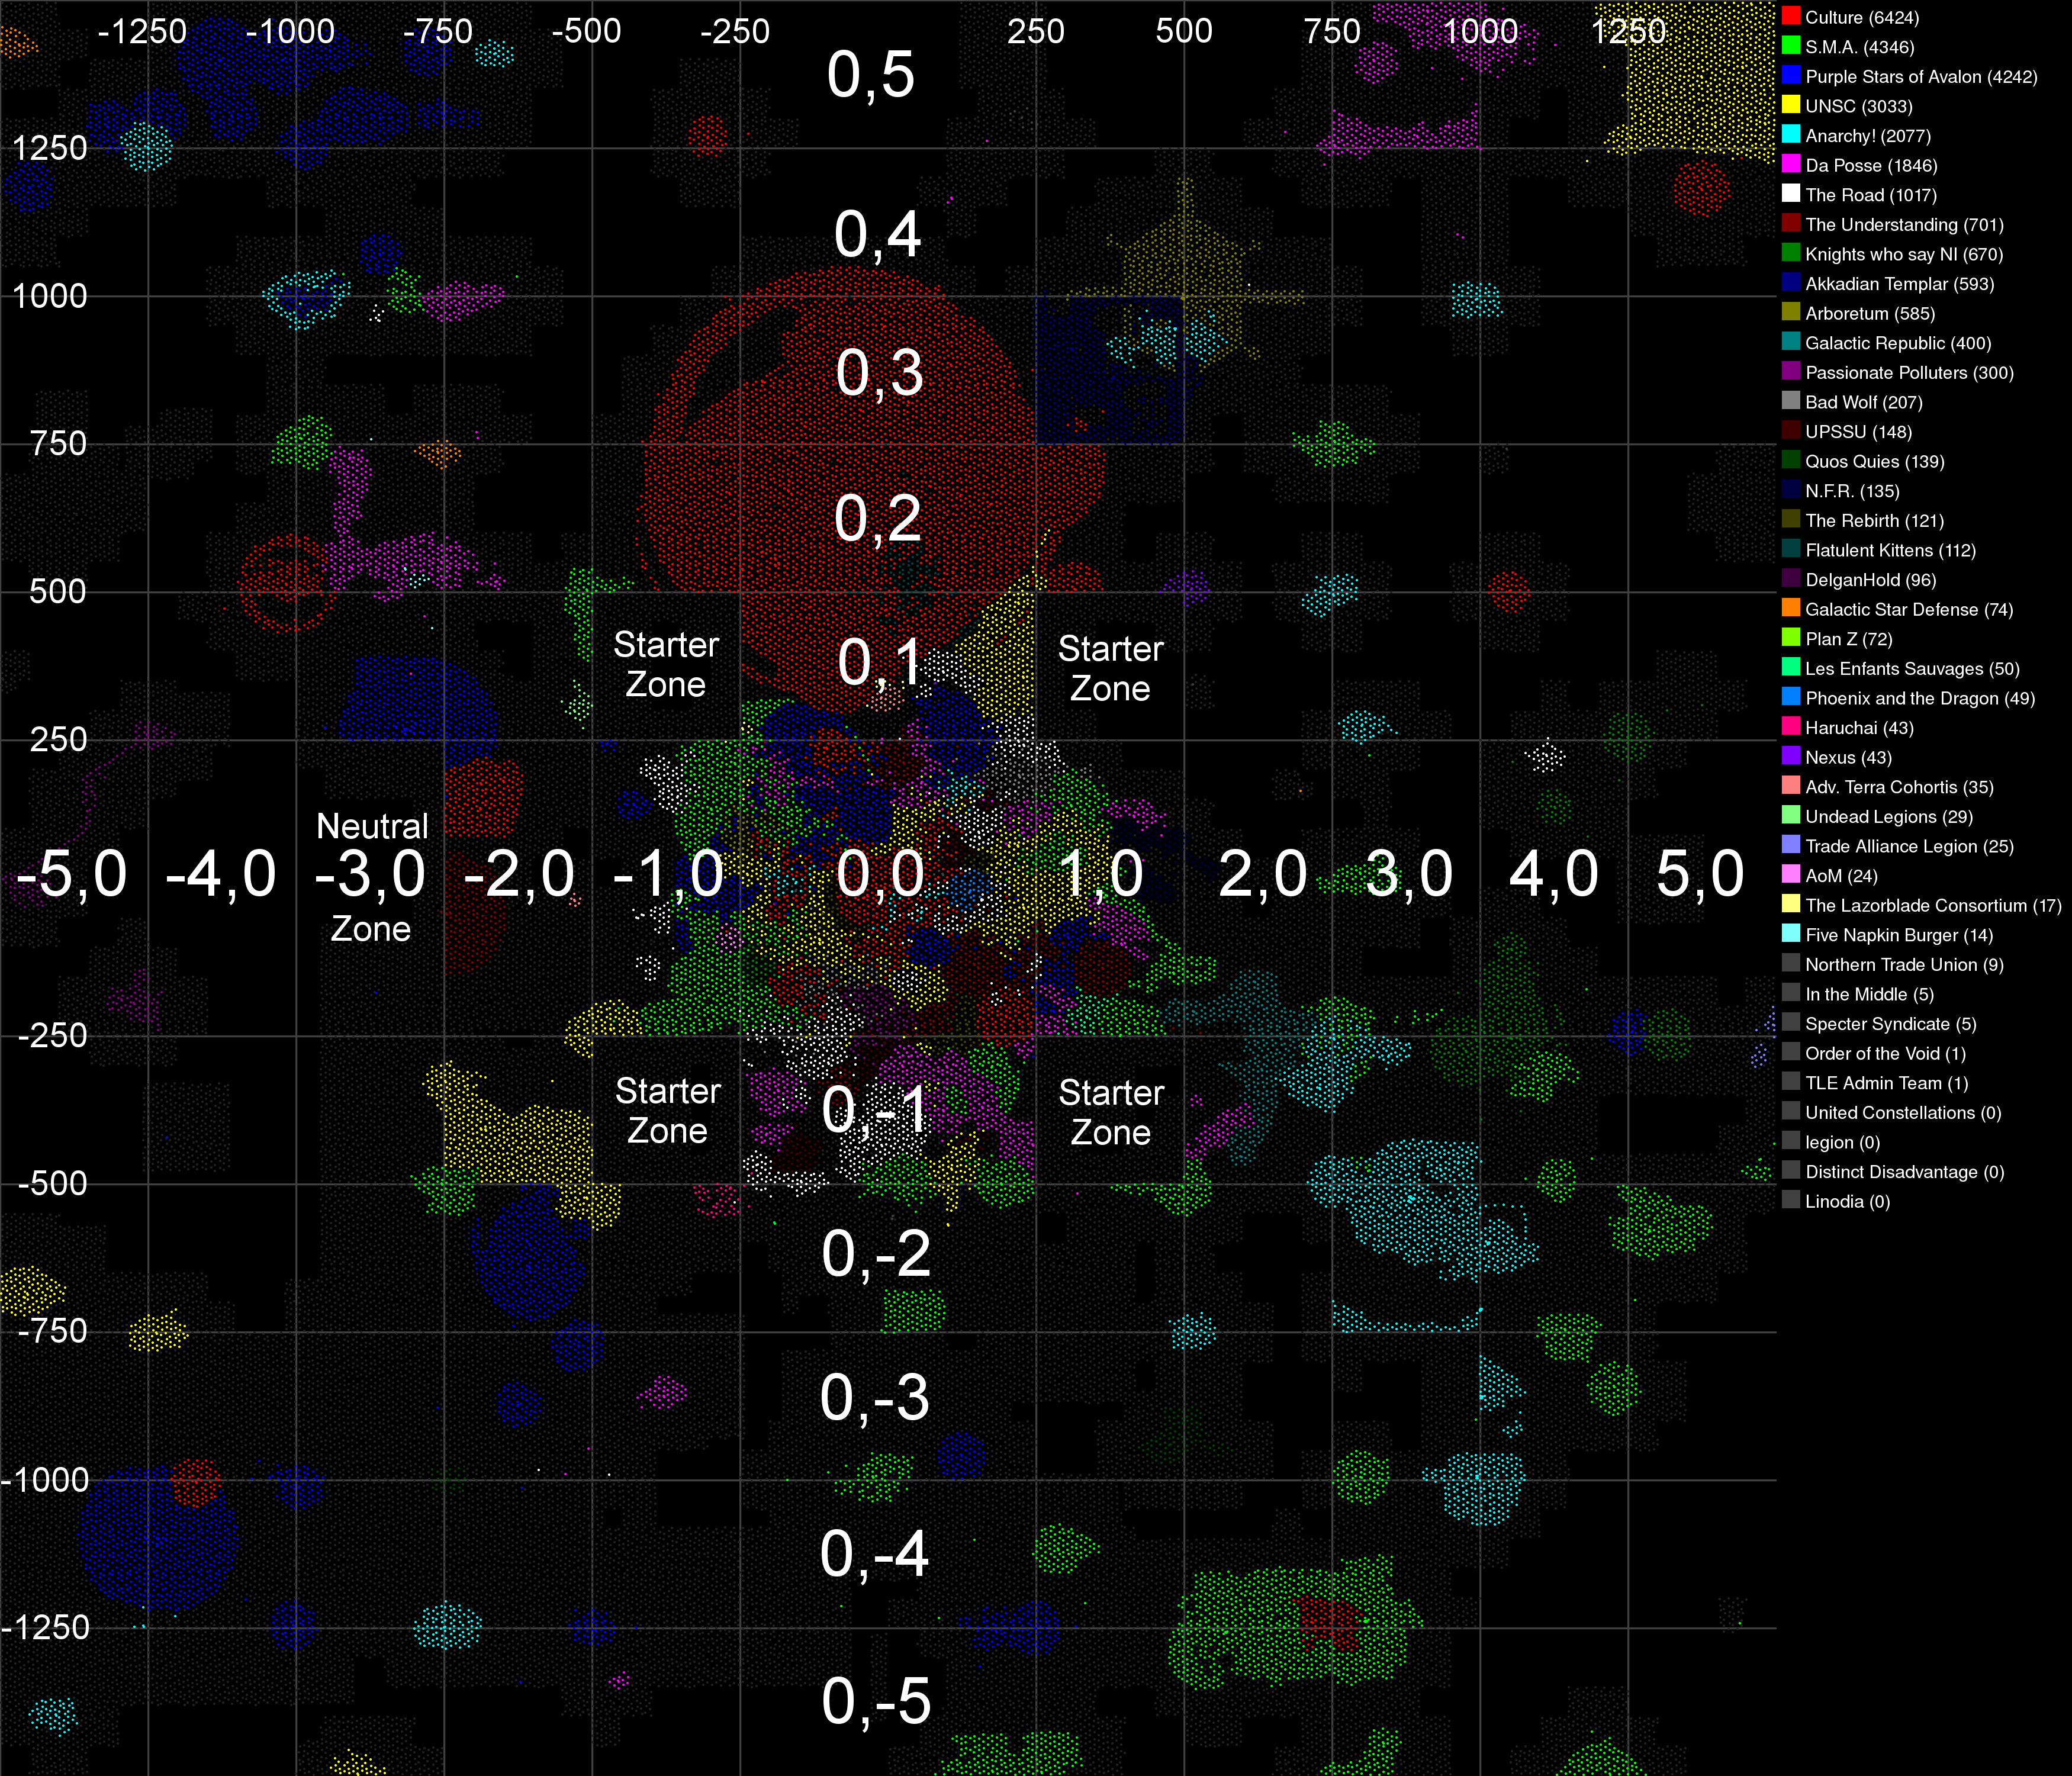 -1250 -1000 -750 -500 -250 250 500 750 1000 1250
0,5
1250
0,4
1000
0,3
750
0,2
500
Starter
Zone
0,1
Starter
Zone
250
Neutral
-5,0 -4,0 -3,0 -2,0 -1,0 0,0 1,0 2,0 3,0 4,0 5,0
Zone
-250
Starter
Zone
0,-1
Starter
Zone
-500
0,-2
-750
0,-3
-1000
0,-4
-1250
0,-5
Culture (6424)
S.M.A. (4346)
Purple Stars of Avalon (4242)
UNSC (3033)
Anarchy! (2077)
Da Posse (1846)
The Road (1017)
The Understanding (701)
Knights who say NI (670)
Akkadian Templar (593)
Arboretum (585)
Galactic Republic (400)
Passionate Polluters (300)
Bad Wolf (207)
UPSSU (148)
Quos Quies (139)
N.F.R. (135)
The Rebirth (121)
Flatulent Kittens (112)
DelganHold (96)
Galactic Star Defense (74)
Plan Z (72)
Les Enfants Sauvages (50)
Phoenix and the Dragon (49)
Haruchai (43)
Nexus (43)
Adv. Terra Cohortis (35)
Undead Legions (29)
Trade Alliance Legion (25)
AoM (24)
The Lazorblade Consortium (17)
Five Napkin Burger (14)
Northern Trade Union (9)
In the Middle (5)
Specter Syndicate (5)
Order of the Void (1)
TLE Admin Team (1)
United Constellations (0)
legion (0)
Distinct Disadvantage (0)
Linodia (0)